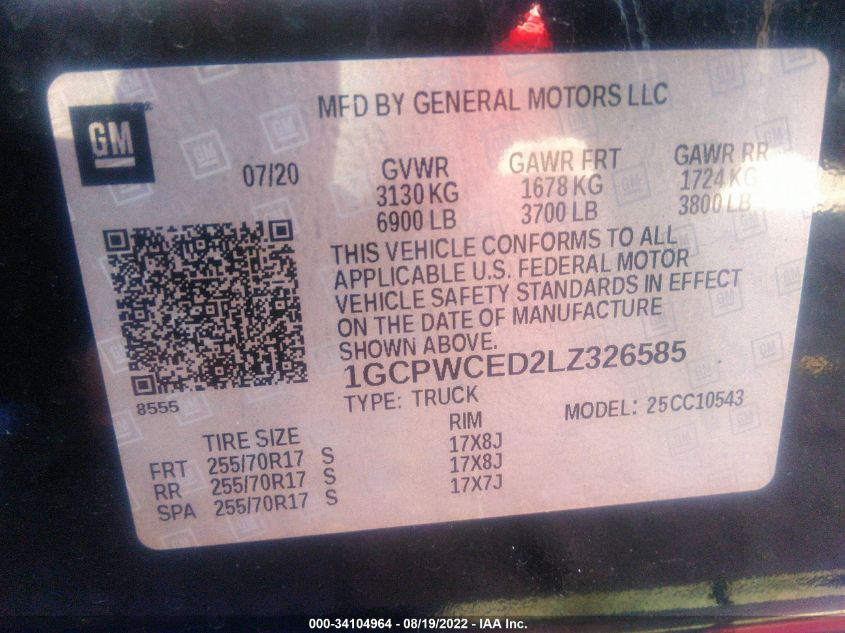 GM
MFD BY GENERAL MOTORS LLC
07/20 GVWR GAWR FRT GAWR RR
3130 KG 1678 KG 1724 KG
6900 LB 3700 LB 3800 LB
THIS VEHICLE CONFORMS TO ALL
APPLICABLE U.S. FEDERAL MOTOR
VEHICLE SAFETY STANDARDS IN EFFECT
ON THE DATE OF MANUFACTURE
SHOWN ABOVE.
1GCPWCED2LZ326585
8555
TYPE: TRUCK MODEL: 25CC10543
TIRE SIZE RIM
FRT 255/70R17 S 17X8J
RR 255/70R17 S 17X8J
SPA 255/70R17 S 17X7J
000-34104964 - 08/19/2022 - IAA Inc.